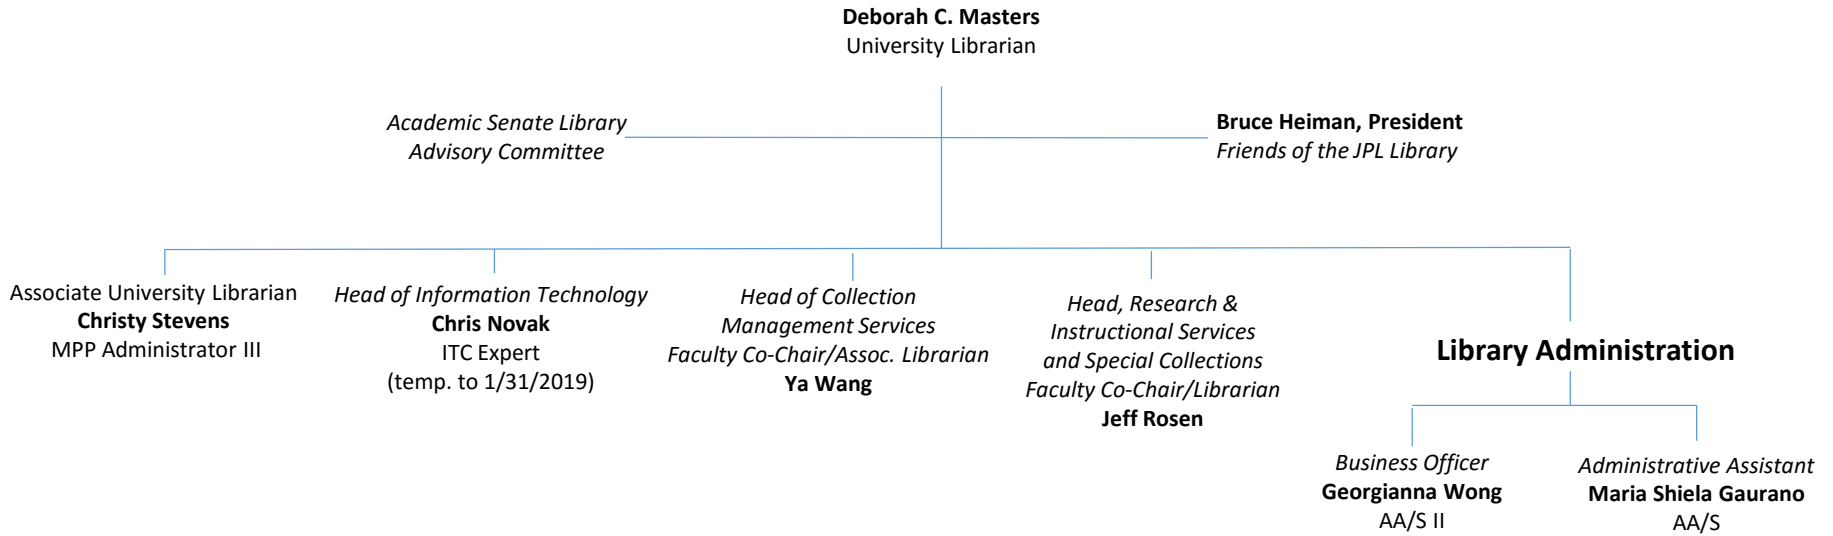 Deborah C. Masters
University Librarian
Academic Senate Library
Advisory Committee
Bruce Heiman, President
Friends of the JPL Library
Associate University Librarian
Christy Stevens
MPP Administrator III
Head of Information Technology
Chris Novak
ITC Expert
(temp. to 1/31/2019)
Head of Collection
Management Services
Faculty Co-Chair/Assoc. Librarian
Ya Wang
Head, Research &
Instructional Services
and Special Collections
Faculty Co-Chair/Librarian
Jeff Rosen
Library Administration
Business Officer
Georgianna Wong
AA/S II
Administrative Assistant
Maria Shiela Gaurano
AA/S